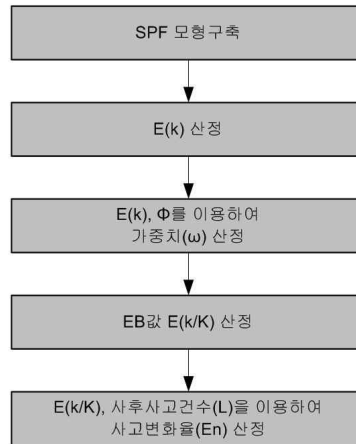 SPF 모형구축
E(k) 산정
E(k), Φ를 이용하여
가중치(ω) 산정
EB값 E(k/K) 산정
E(k/K), 사후사고건수(L)을 이용하여
사고변화율(En) 산정